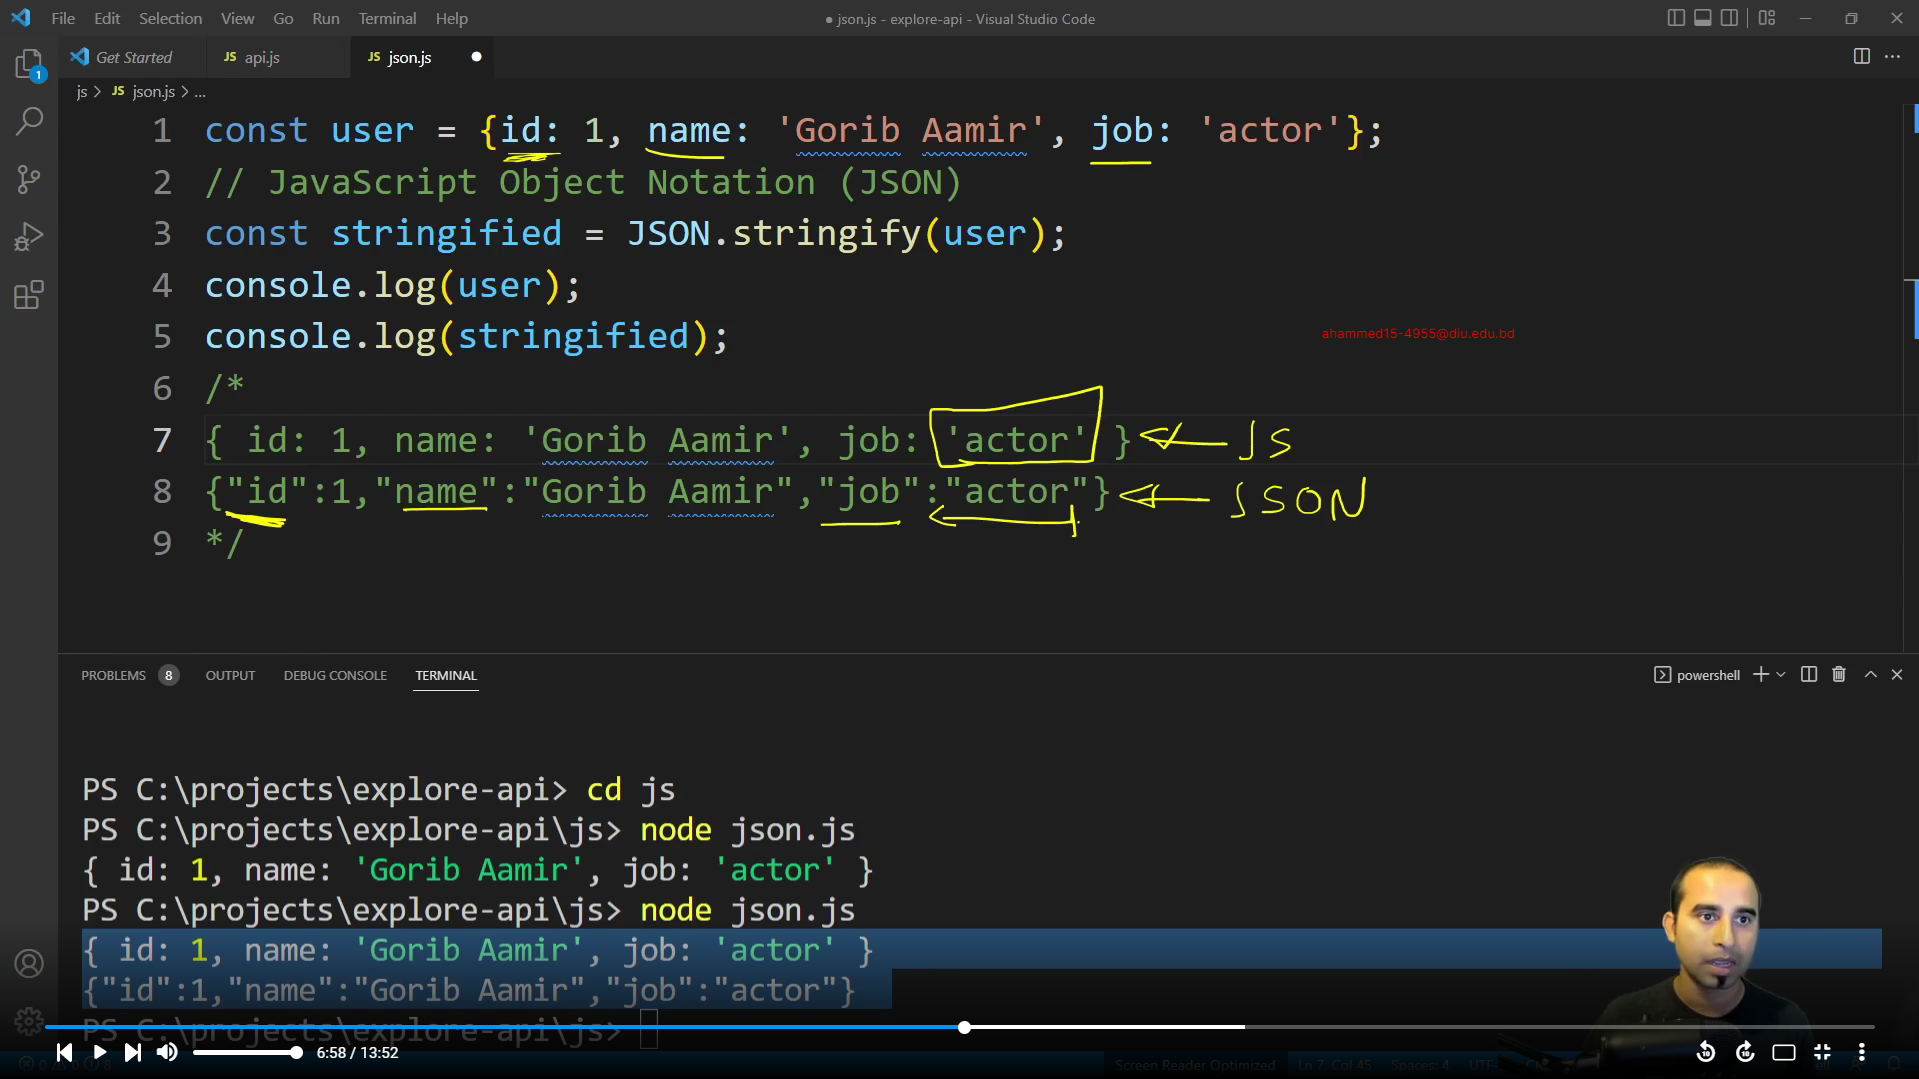 File Edit Selection View Go Run Terminal Help
● json.js - explore-api - Visual Studio Code
Get Started JS api.js JS json.js
js > JS json.js > ...
1 const user = {id: 1, name: 'Gorib Aamir', job: 'actor'};
2 // JavaScript Object Notation (JSON)
3 const stringified = JSON.stringify(user);
4 console.log(user);
5 console.log(stringified);
ahammed15-4955@diu.edu.bd
6 /*
7 { id: 1, name: 'Gorib Aamir', job: 'actor' } JS
8 {"id":1,"name":"Gorib Aamir","job":"actor"} JSON
9 */
1
PROBLEMS 8 OUTPUT DEBUG CONSOLE TERMINAL powershell
PS C:\projects\explore-api> cd js
PS C:\projects\explore-api\js> node json.js
{ id: 1, name: 'Gorib Aamir', job: 'actor' }
PS C:\projects\explore-api\js> node json.js
{ id: 1, name: 'Gorib Aamir', job: 'actor' }
{"id":1,"name":"Gorib Aamir","job":"actor"}
PS C:\projects\explore-api\js>
6:58 / 13:52 10 10
Screen Reader Optimized Ln 7, Col 45 Spaces: 4